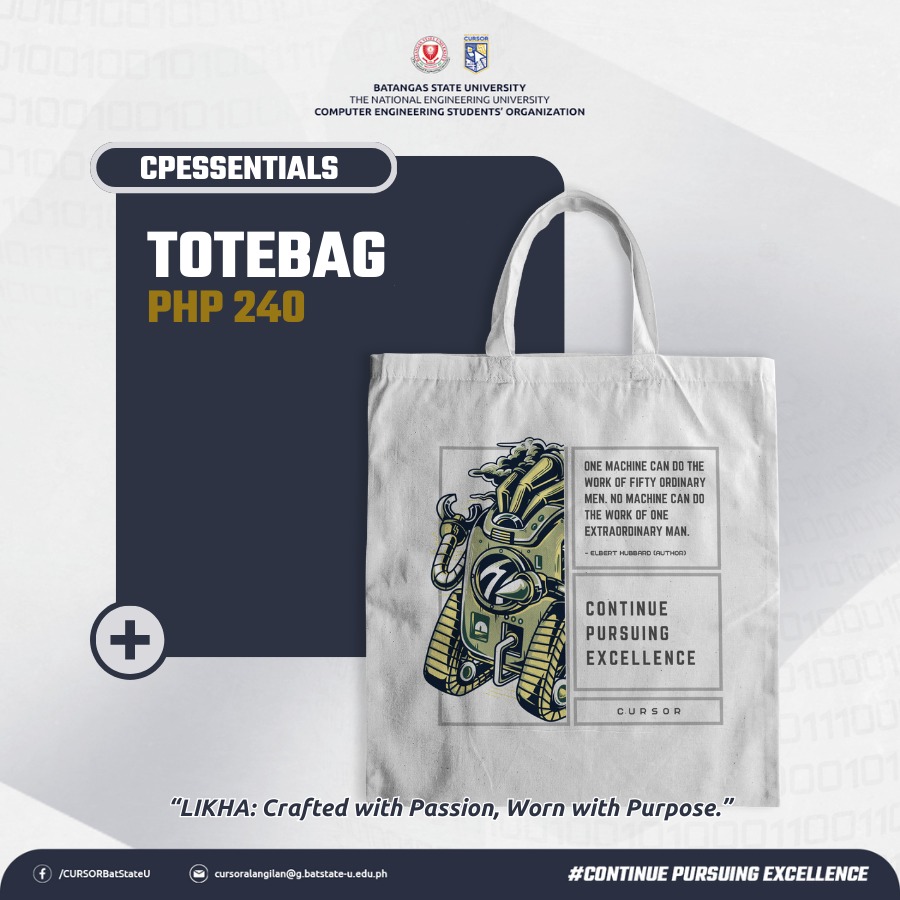 CURSOR
BATANGAS STATE UNIVERSITY
THE NATIONAL ENGINEERING UNIVERSITY
COMPUTER ENGINEERING STUDENTS' ORGANIZATION
CPESSENTIALS
TOTEBAG
PHP 240
ONE MACHINE CAN DO THE
WORK OF FIFTY ORDINARY
MEN. NO MACHINE CAN DO
THE WORK OF ONE
EXTRAORDINARY MAN.
- ELBERT HUBBARD (AUTHOR)
CONTINUE
PURSUING
EXCELLENCE
CURSOR
“LIKHA: Crafted with Passion, Worn with Purpose.”
/CURSORBatStateU
cursoralangilan@g.batstate-u.edu.ph
#CONTINUE PURSUING EXCELLENCE